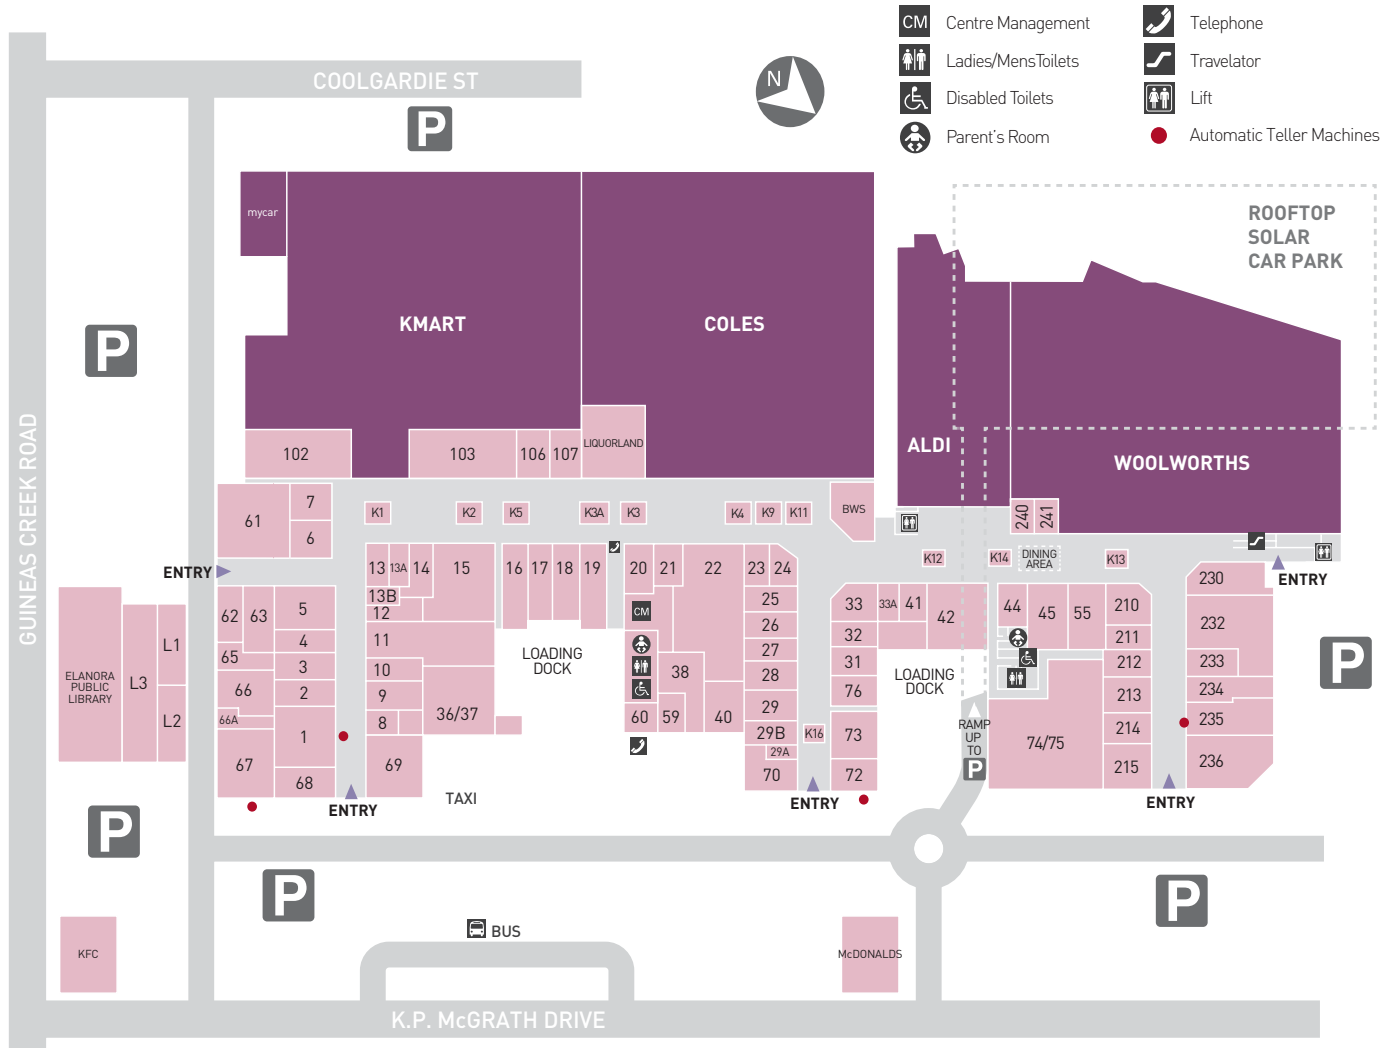 CM
Centre Management
Telephone
Ladies/MensToilets
Travelator
Disabled Toilets
Lift
Parent's Room
Automatic Teller Machines
N
COOLGARDIE ST
P
mycar
ROOFTOP
SOLAR
CAR PARK
P
KMART
COLES
ALDI
WOOLWORTHS
GUINEAS CREEK ROAD
102
103
106
107
LIQUORLAND
61
7
6
K1
K2
K5
K3A
K3
K4
K9
K11
BWS
240
241
ENTRY
13
13A
14
15
16
17
18
19
20
21
22
23
24
K12
K14
DINING
AREA
K13
ENTRY
230
62
63
5
13B
12
CM
25
33
33A
41
42
44
45
55
210
232
4
11
26
32
211
65
3
10
27
31
212
233
66
2
9
LOADING
DOCK
38
28
76
LOADING
DOCK
213
234
66A
1
8
36/37
60
59
40
29
29B
29A
K16
73
RAMP
UP
TO
P
74/75
214
235
67
68
69
70
72
215
236
ELANORA
PUBLIC
LIBRARY
L3
L1
L2
P
TAXI
ENTRY
ENTRY
ENTRY
P
P
P
BUS
KFC
McDONALDS
K.P. McGRATH DRIVE